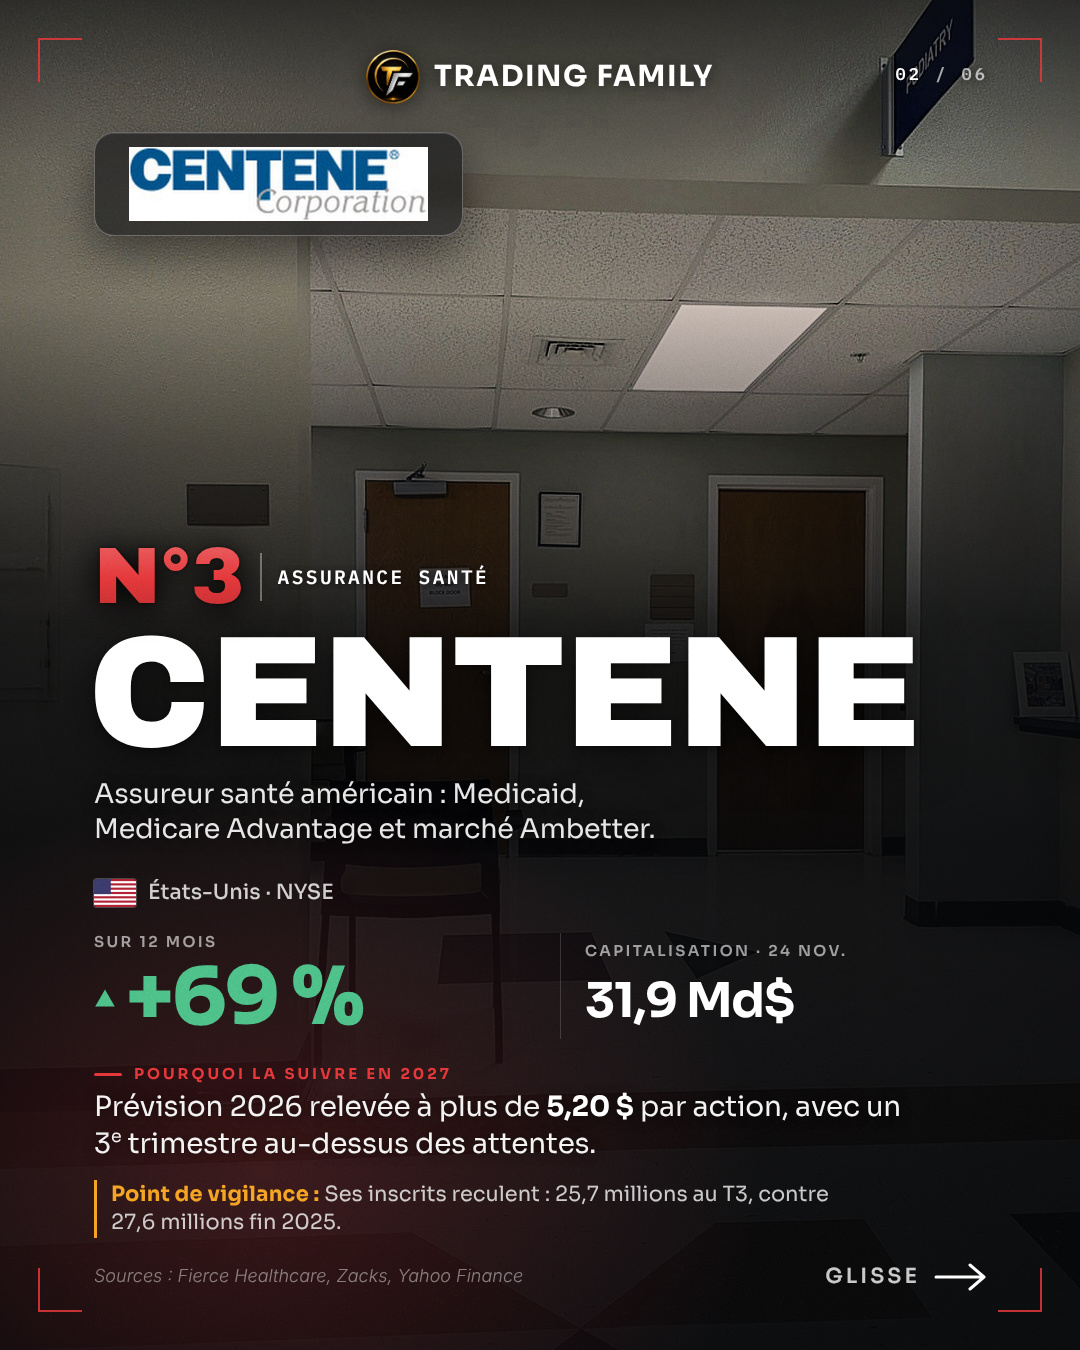 TRADING FAMILY
02 / 06
CENTENE®
Corporation
N°3
ASSURANCE SANTÉ
CENTENE
Assureur santé américain : Medicaid,
Medicare Advantage et marché Ambetter.
États-Unis · NYSE
SUR 12 MOIS
+69 %
CAPITALISATION · 24 NOV.
31,9 Md$
POURQUOI LA SUIVRE EN 2027
Prévision 2026 relevée à plus de 5,20 $ par action, avec un
3e trimestre au-dessus des attentes.
Point de vigilance : Ses inscrits reculent : 25,7 millions au T3, contre
27,6 millions fin 2025.
Sources : Fierce Healthcare, Zacks, Yahoo Finance
GLISSE